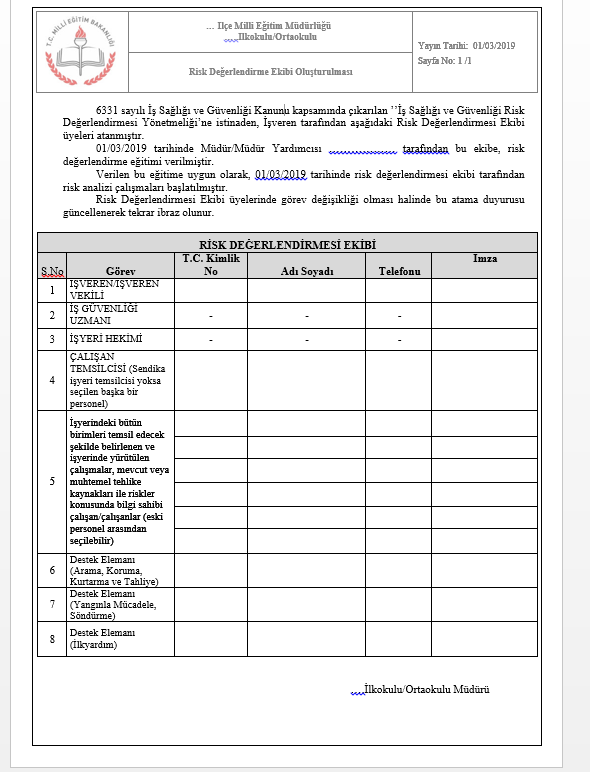 T.C. MİLLÎ EĞİTİM BAKANLIĞI
... İlçe Milli Eğitim Müdürlüğü
......İlkokulu/Ortaokulu
Risk Değerlendirme Ekibi Oluşturulması
Yayın Tarihi: 01/03/2019
Sayfa No: 1 /1
6331 sayılı İş Sağlığı ve Güvenliği Kanunu kapsamında çıkarılan ’’İş Sağlığı ve Güvenliği Risk
Değerlendirmesi Yönetmeliği’ne istinaden, İşveren tarafından aşağıdaki Risk Değerlendirmesi Ekibi
üyeleri atanmıştır.
01/03/2019 tarihinde Müdür/Müdür Yardımcısı ........................ tarafından bu ekibe, risk
değerlendirme eğitimi verilmiştir.
Verilen bu eğitime uygun olarak, 01/03/2019 tarihinde risk değerlendirmesi ekibi tarafından
risk analizi çalışmaları başlatılmıştır.
Risk Değerlendirmesi Ekibi üyelerinde görev değişikliği olması halinde bu atama duyurusu
güncellenerek tekrar ibraz olunur.
RİSK DEĞERLENDİRMESİ EKİBİ
S.No
Görev
T.C. Kimlik
No
Adı Soyadı
Telefonu
Imza
1
İŞVEREN/İŞVEREN
VEKİLİ
2
İŞ GÜVENLİĞİ
UZMANI
- - -
3
İŞYERİ HEKİMİ
- - -
4
ÇALIŞAN
TEMSİLCİSİ (Sendika
işyeri temsilcisi yoksa
seçilen başka bir
personel)
5
İşyerindeki bütün
birimleri temsil edecek
şekilde belirlenen ve
işyerinde yürütülen
çalışmalar, mevcut veya
muhtemel tehlike
kaynakları ile riskler
konusunda bilgi sahibi
çalışan/çalışanlar (eski
personel arasından
seçilebilir)
6
Destek Elemanı
(Arama, Koruma,
Kurtarma ve Tahliye)
7
Destek Elemanı
(Yangınla Mücadele,
Söndürme)
8
Destek Elemanı
(İlkyardım)
......İlkokulu/Ortaokulu Müdürü